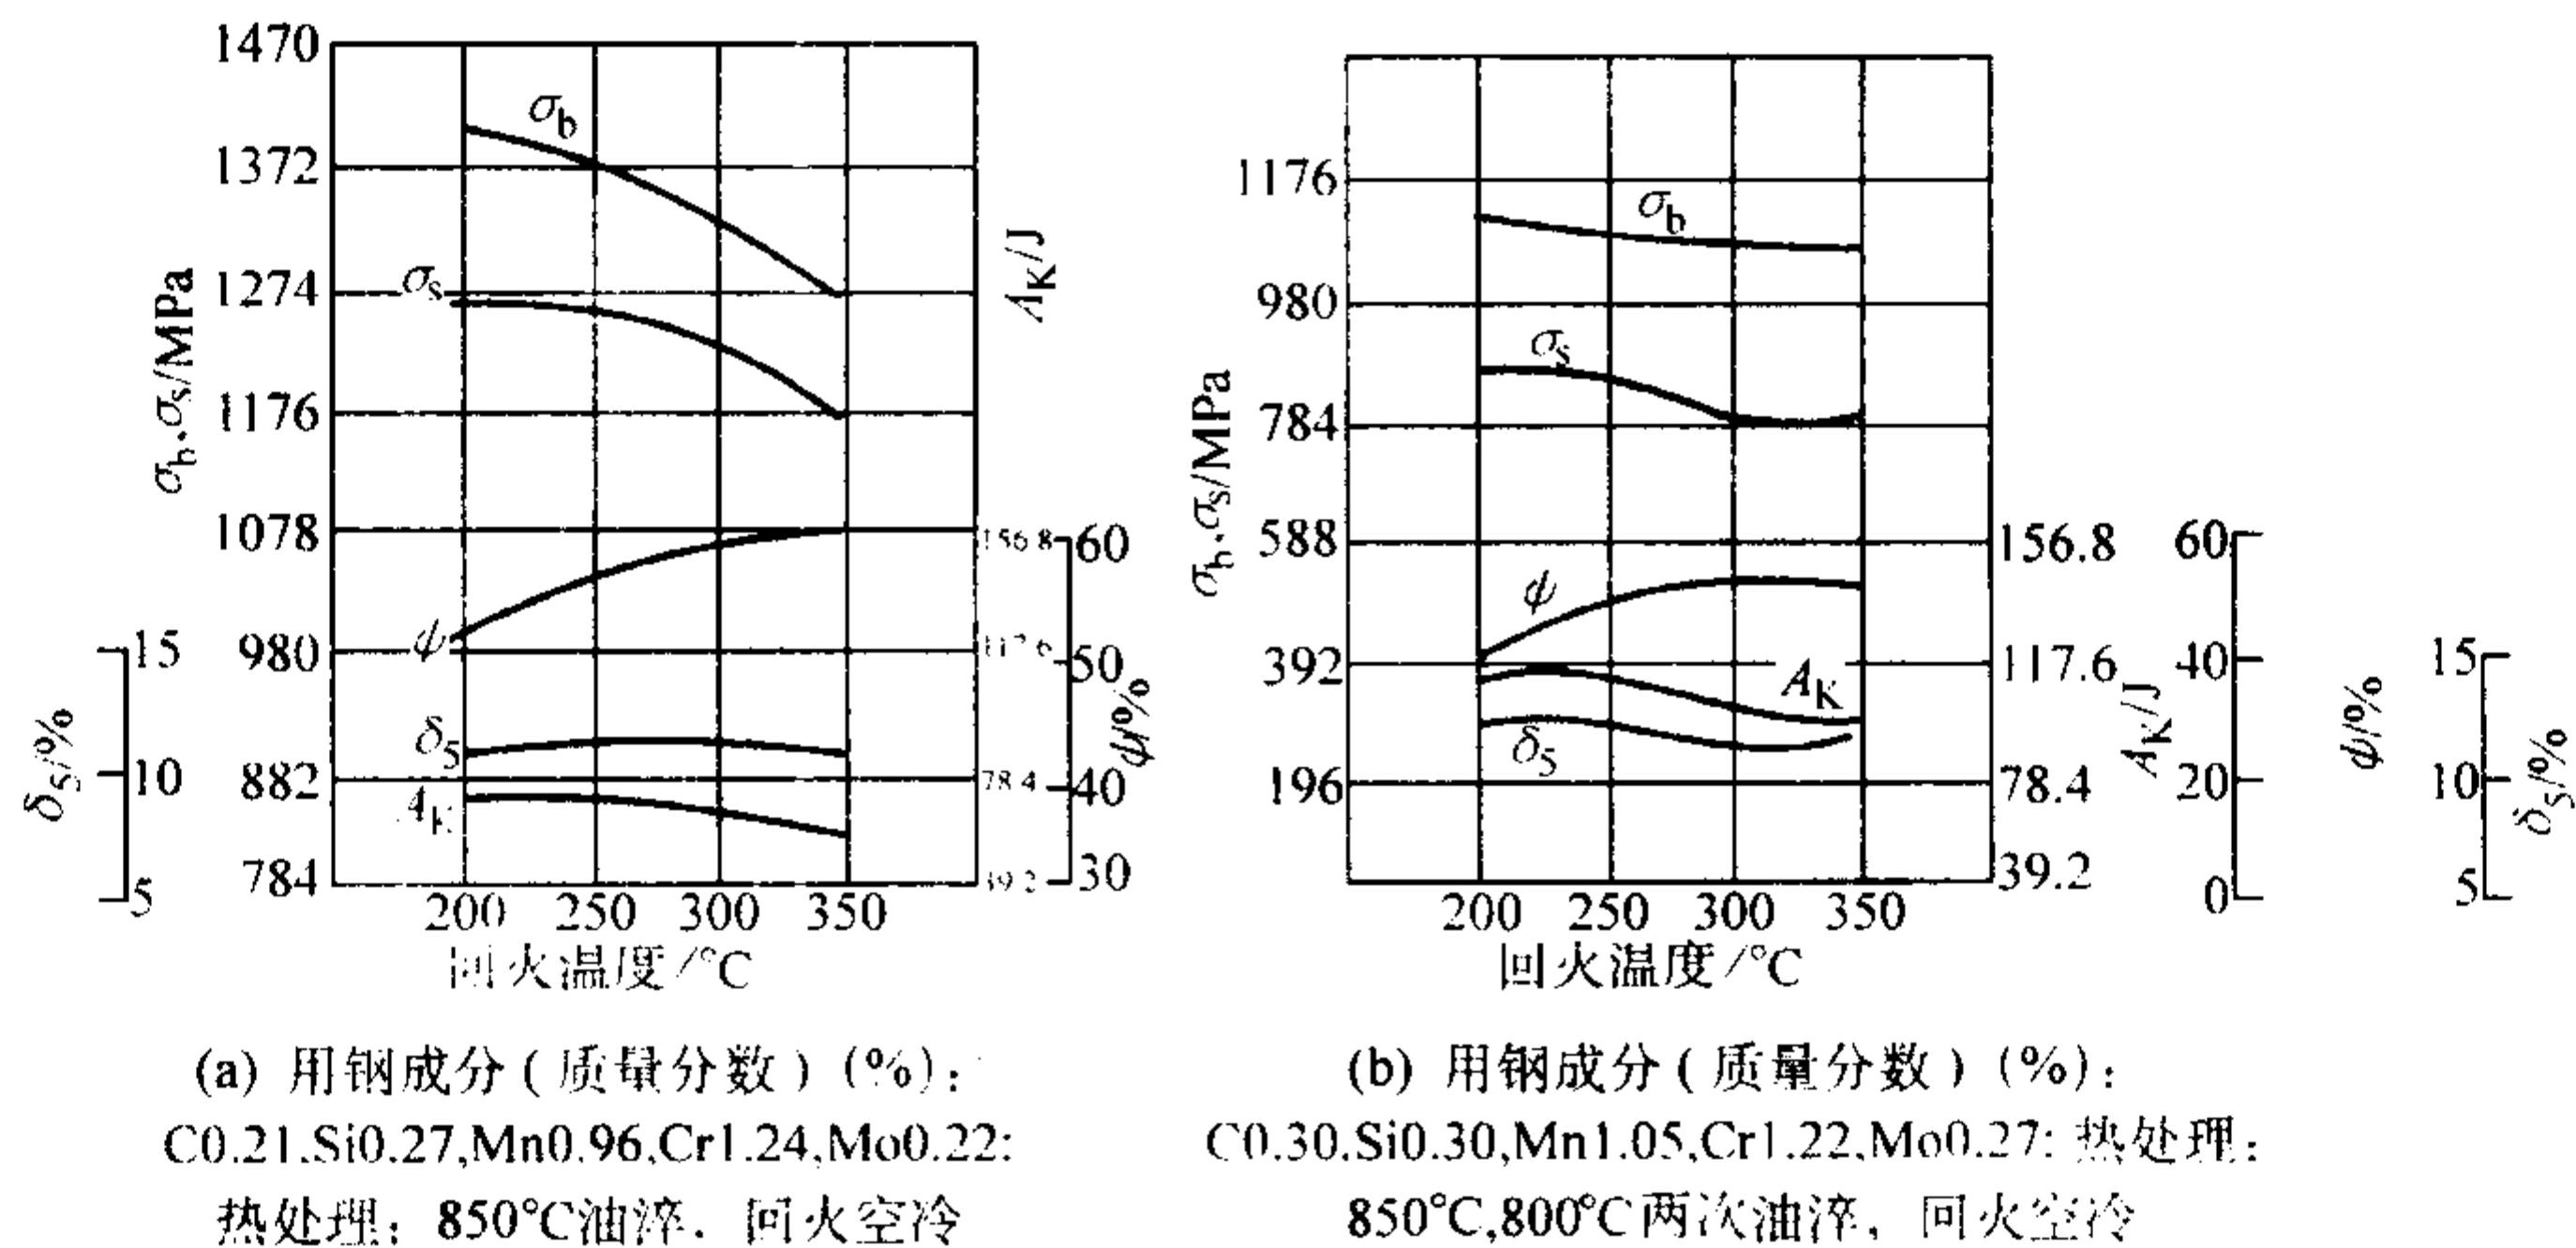 1470
1372
1274
1176
1078
980
882
784
σb·σs/MPa
σb
σs
ψ
δ5
AK
AK/J
156.8
117.6
78.4
39.2
60
50
40
30
ψ/%
15
10
5
δ5/%
200 250 300 350
回火温度/°C
1176
980
784
588
392
196
σb·σs/MPa
σb
σs
ψ
AK
δ5
156.8
117.6
78.4
39.2
AK/J
60
40
20
0
ψ/%
15
10
5
δ5/%
200 250 300 350
回火温度/°C
(a) 用钢成分(质量分数)(%):
C0.21.Si0.27,Mn0.96,Cr1.24,Mo0.22:
热处理: 850°C油淬. 回火空冷
(b) 用钢成分(质量分数)(%):
C0.30.Si0.30,Mn1.05,Cr1.22,Mo0.27: 热处理:
850°C,800°C两次油淬, 回火空冷